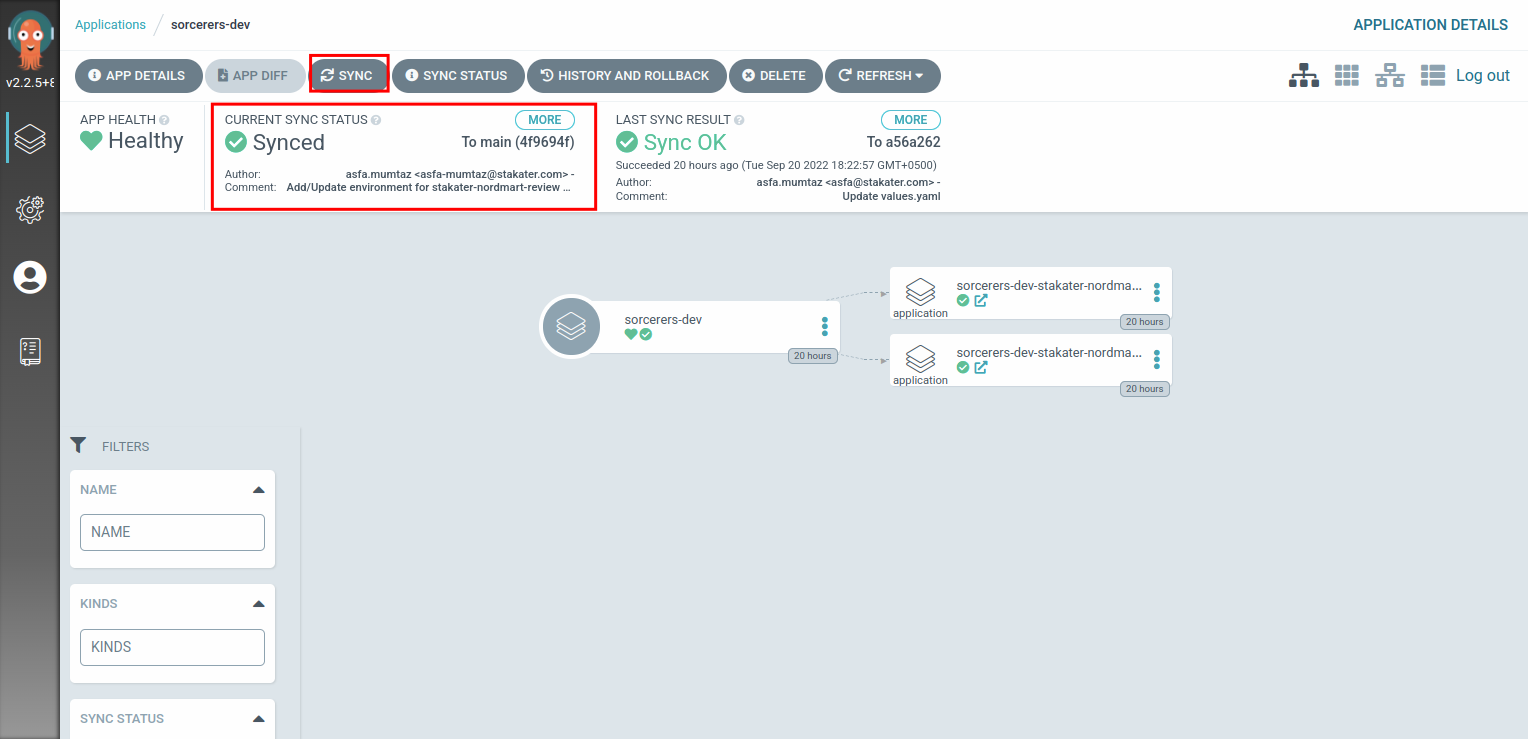 Applications / sorcerers-dev
APPLICATION DETAILS
v2.2.5+8
APP DETAILS
APP DIFF
SYNC
SYNC STATUS
HISTORY AND ROLLBACK
DELETE
REFRESH
Log out
APP HEALTH
Healthy
CURRENT SYNC STATUS
MORE
Synced
To main (4f9694f)
Author: asfa.mumtaz <asfa-mumtaz@stakater.com> -
Comment: Add/Update environment for stakater-nordmart-review ...
LAST SYNC RESULT
MORE
Sync OK
To a56a262
Succeeded 20 hours ago (Tue Sep 20 2022 18:22:57 GMT+0500)
Author: asfa.mumtaz <asfa@stakater.com> -
Comment: Update values.yaml
sorcerers-dev
20 hours
sorcerers-dev-stakater-nordma...
application
20 hours
sorcerers-dev-stakater-nordma...
application
20 hours
FILTERS
NAME
NAME
KINDS
KINDS
SYNC STATUS